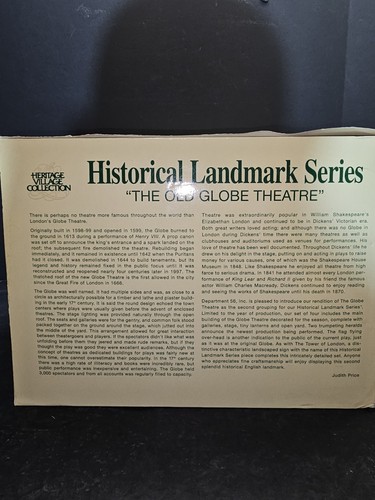 HERITAGE
VILLAGE
COLLECTION
Historical Landmark Series
"THE OLD GLOBE THEATRE"
There is perhaps no theatre more famous throughout the world than
London's Globe Theatre.
Originally built in 1598-99 and opened in 1599, the Globe burned to
the ground in 1613 during a performance of Henry VIII. A prop canon
was set off to announce the king's entrance and a spark landed on the
roof; the subsequent fire demolished the theatre. Rebuilding began
immediately, and it remained in existence until 1642 when the Puritans
had it closed. It was demolished in 1644 to build tenements, but its
legend and history remained fixed in the public focus until it was
reconstructed and reopened nearly four centuries later in 1997. The
thatched roof of the new Globe Theatre is the first allowed in the city
since the Great Fire of London in 1666.
The Globe was well named: it had multiple sides and was, as close to
a circle as architecturally possible for a timber and plaster build-
ing in the early 17th century. It is said the round design echoed the town
centers where plays were usually given before the advent of enclosed
theatres. The stage lighting was provided naturally through the open
roof. The seats and galleries were for the gentry, and common folk stood
packed together on the ground around the stage, which jutted out into
the middle of the yard. This arrangement allowed for great interaction
between theatregoers and players. If the spectators didn't like what was
unfolding before them they jeered and made rude remarks, but if they
thought the play was good they were excellent audiences. Although the
concept of theatres as dedicated buildings for plays was fairly new at
this time, one cannot overestimate their popularity. In the 17th century
there was a high rate of illiteracy and books were incredibly rare, but
public performance was inexpensive and entertaining. The Globe held
3,000 spectators and from all accounts was regularly filled to capacity.
Theatre was extraordinarily popular in William Shakespeare's
Elizabethan London and continued to be in Dickens' Victorian era.
Both great writers loved acting; and although there was no Globe in
London during Dickens' time there were many theatres as well as
clubhouses and auditoriums used as venues for performances. His
love of theatre has been well documented. Throughout Dickens' life he
drew on his delight in the stage, putting on and acting in plays to raise
money for various causes, one of which was the Shakespeare House
Museum in 1848. Like Shakespeare he enjoyed all theatre from high
farce to serious drama. In 1841 he attended almost every London per-
formance of King Lear and Richard II given by his friend the famous
actor William Charles Macready. Dickens continued to enjoy reading
and seeing the works of Shakespeare until his death in 1870.
Department 56, Inc. is pleased to introduce our rendition of The Globe
Theatre as the second grouping for our Historical Landmark Series.
Limited to the year of production, our set of four includes the main
building of the Globe Theatre decorated for the season, complete with
galleries, stage, tiny lanterns and open yard. Two trumpeting heralds
announce the newest production being performed. The flag flying
over-head is another indication to the public of the current play, just
as it was at the original Globe. As with The Tower of London, a dis-
tinctive characteristic landscaped sign with the name of this Historical
Landmark Series piece completes this intricately detailed set. Anyone
who appreciates fine craftsmanship will enjoy displaying this second
splendid historical English landmark.
Judith Price